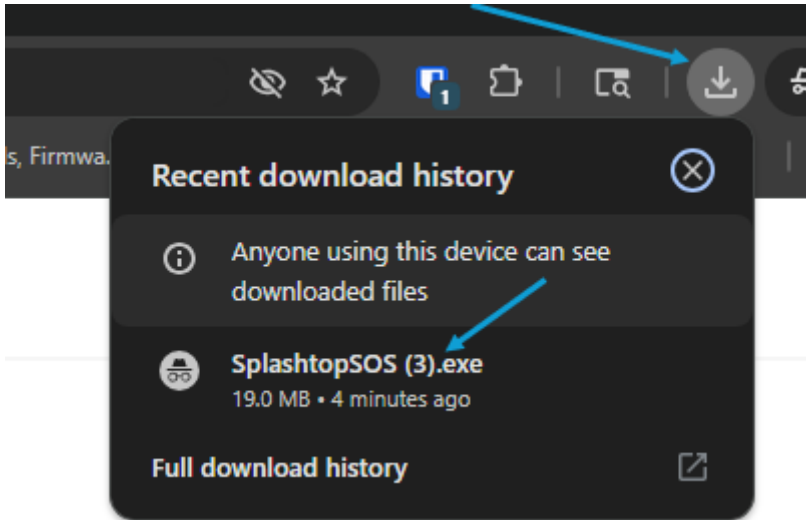 1
ls, Firmwa.
Recent download history
Anyone using this device can see
downloaded files
SplashtopSOS (3).exe
19.0 MB • 4 minutes ago
Full download history